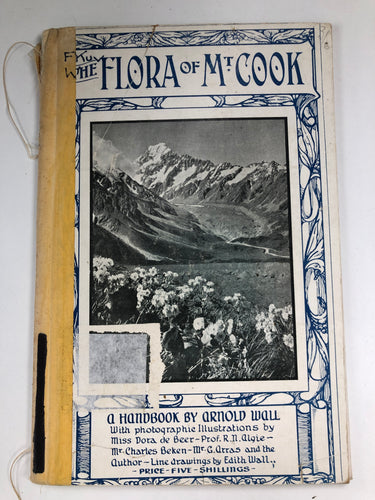 THE FLORA OF MT COOK
A HANDBOOK BY ARNOLD WALL
With photographic Illustrations by
Miss Dora de Beer - Prof. R.N. Algie -
Mr. Charles Beken - Mr. G. Arras and the
Author - Line drawings by Edith Wall.,
- PRICE - FIVE - SHILLINGS -